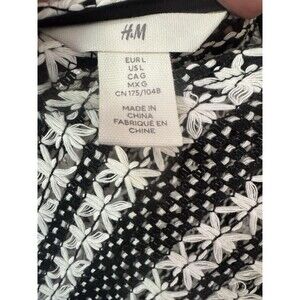 H&M
EUR L
US L
CA G
MX G
CN 175/104B
MADE IN
CHINA
FABRIQUÉ EN
CHINE